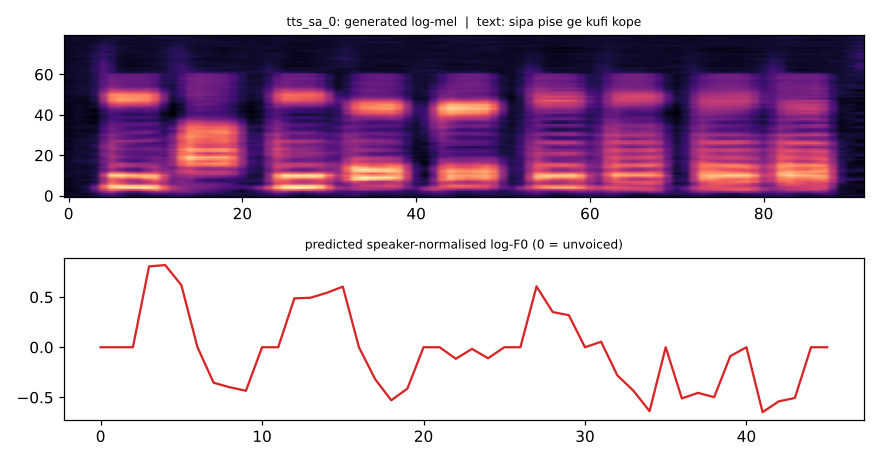 tts_sa_0: generated log-mel | text: sipa pise ge kufi kope
60
40
20
0
0 20 40 60 80
predicted speaker-normalised log-F0 (0 = unvoiced)
0.5
0.0
−0.5
0 10 20 30 40